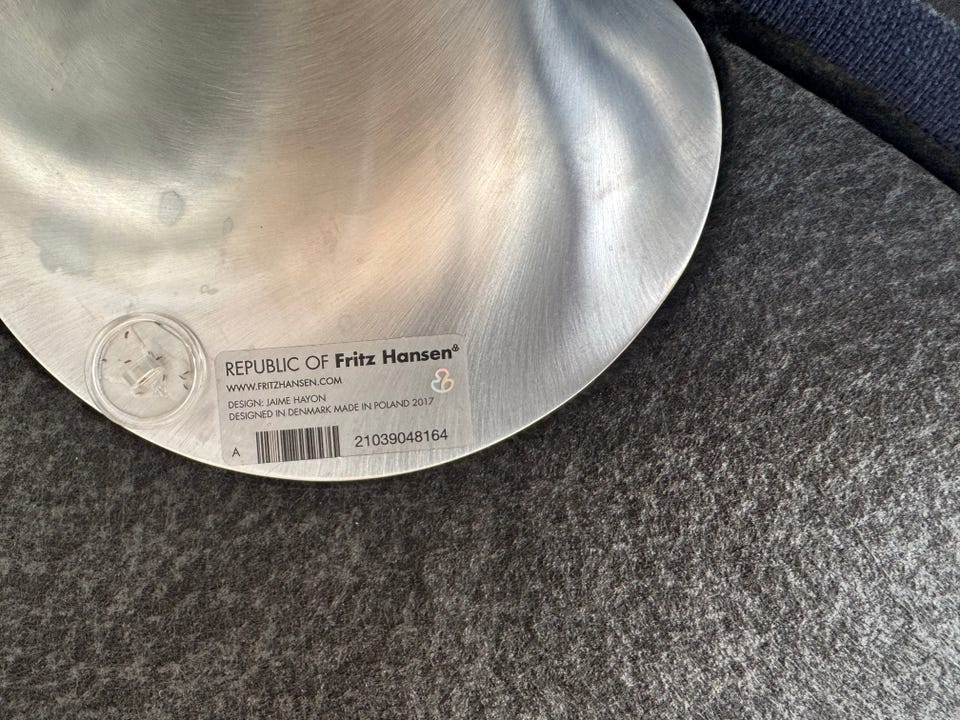 REPUBLIC OF Fritz Hansen®
WWW.FRITZHANSEN.COM
DESIGN: JAIME HAYON
DESIGNED IN DENMARK MADE IN POLAND 2017
A 21039048164